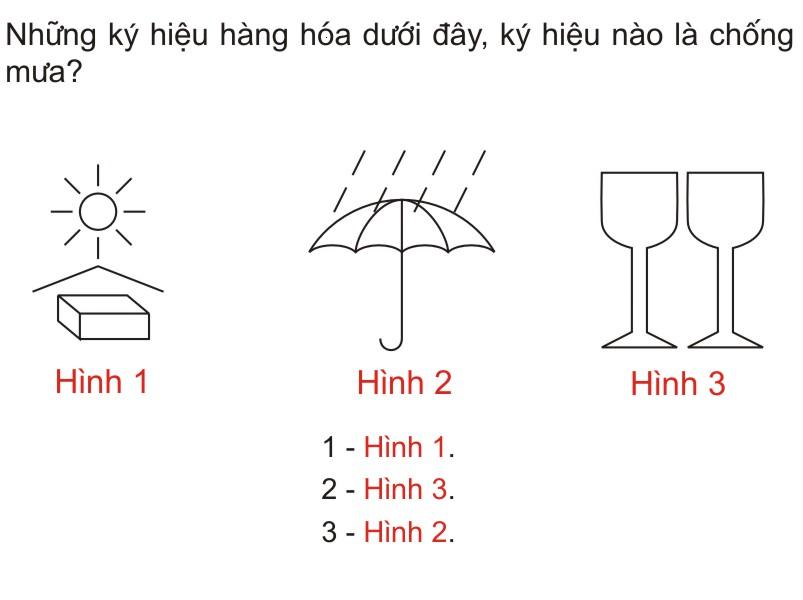 Những ký hiệu hàng hóa dưới đây, ký hiệu nào là chống
mưa?
Hình 1
Hình 2
Hình 3
1 - Hình 1.
2 - Hình 3.
3 - Hình 2.